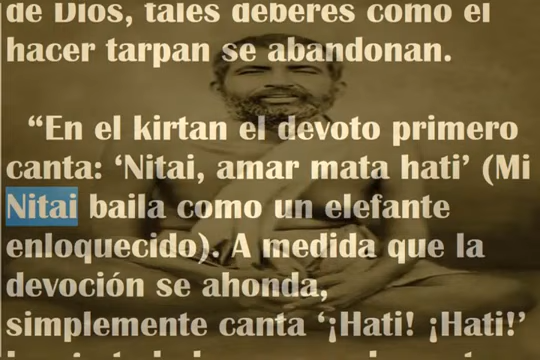 de Dios, tales deberes como el
hacer tarpan se abandonan.
“En el kirtan el devoto primero
canta: ‘Nitai, amar mata hati’ (Mi
Nitai baila como un elefante
enloquecido). A medida que la
devoción se ahonda,
simplemente canta ‘¡Hati! ¡Hati!’